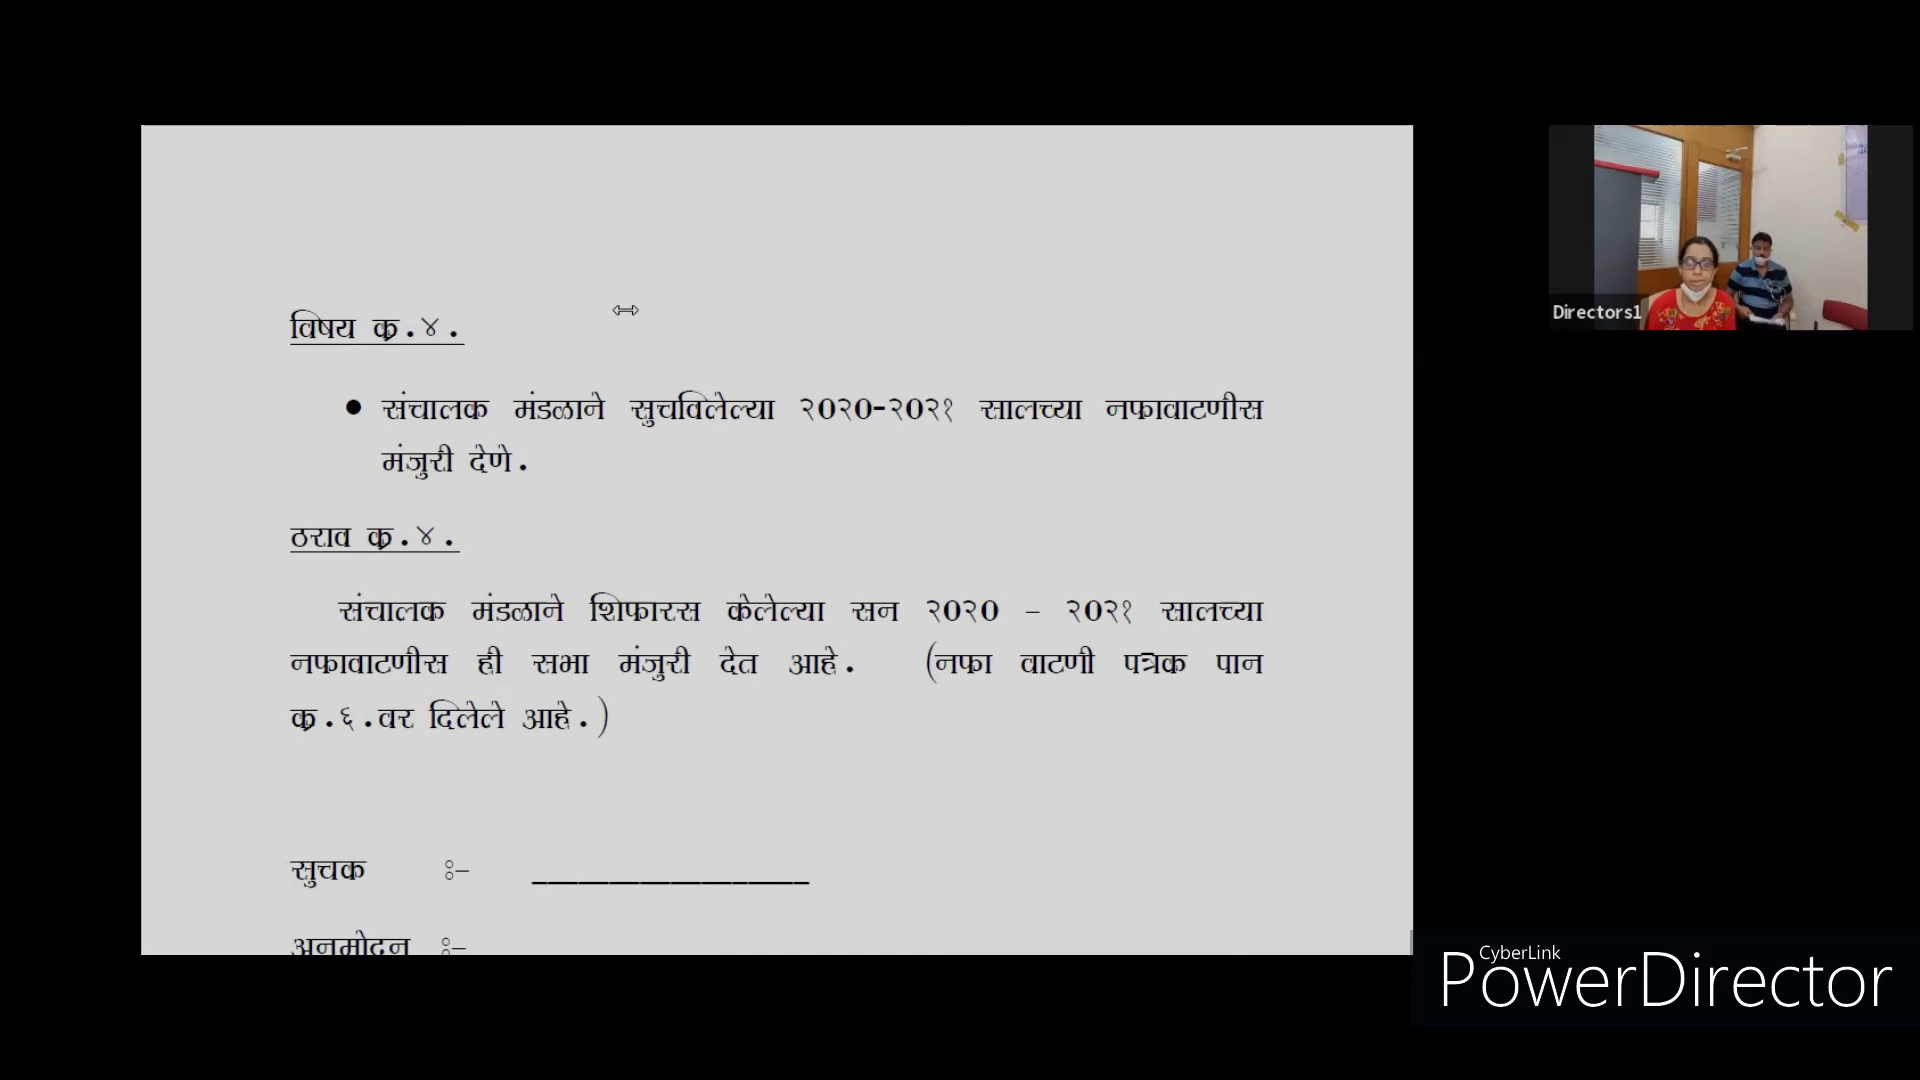 विषय क्र.४.
• संचालक मंडळाने सुचविलेल्या २०२०-२०२१ सालच्या नफावाटणीस
मंजुरी देणे.
ठराव क्र.४.
संचालक मंडळाने शिफारस केलेल्या सन २०२० – २०२१ सालच्या
नफावाटणीस ही सभा मंजुरी देत आहे. (नफा वाटणी पत्रक पान
क्र.६.वर दिलेले आहे.)
सुचक :- __________________
अनुमोदन :-
Directors1
CyberLink
PowerDirector